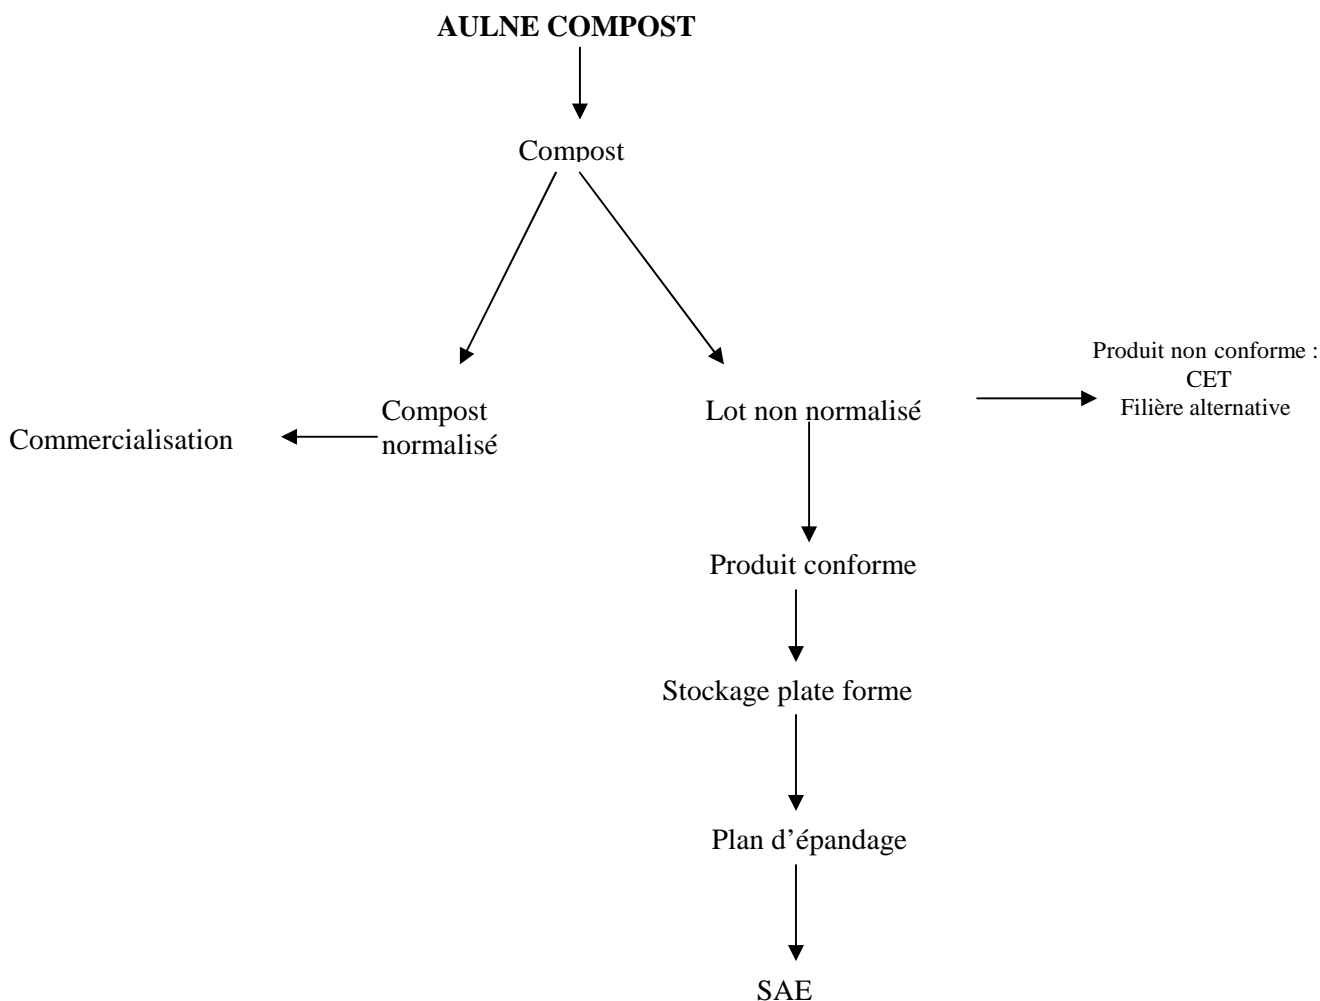 AULNE COMPOST
Compost
Produit non conforme :
CET
Filière alternative
Compost
normalisé
Lot non normalisé
Commercialisation
Produit conforme
Stockage plate forme
Plan d’épandage
SAE